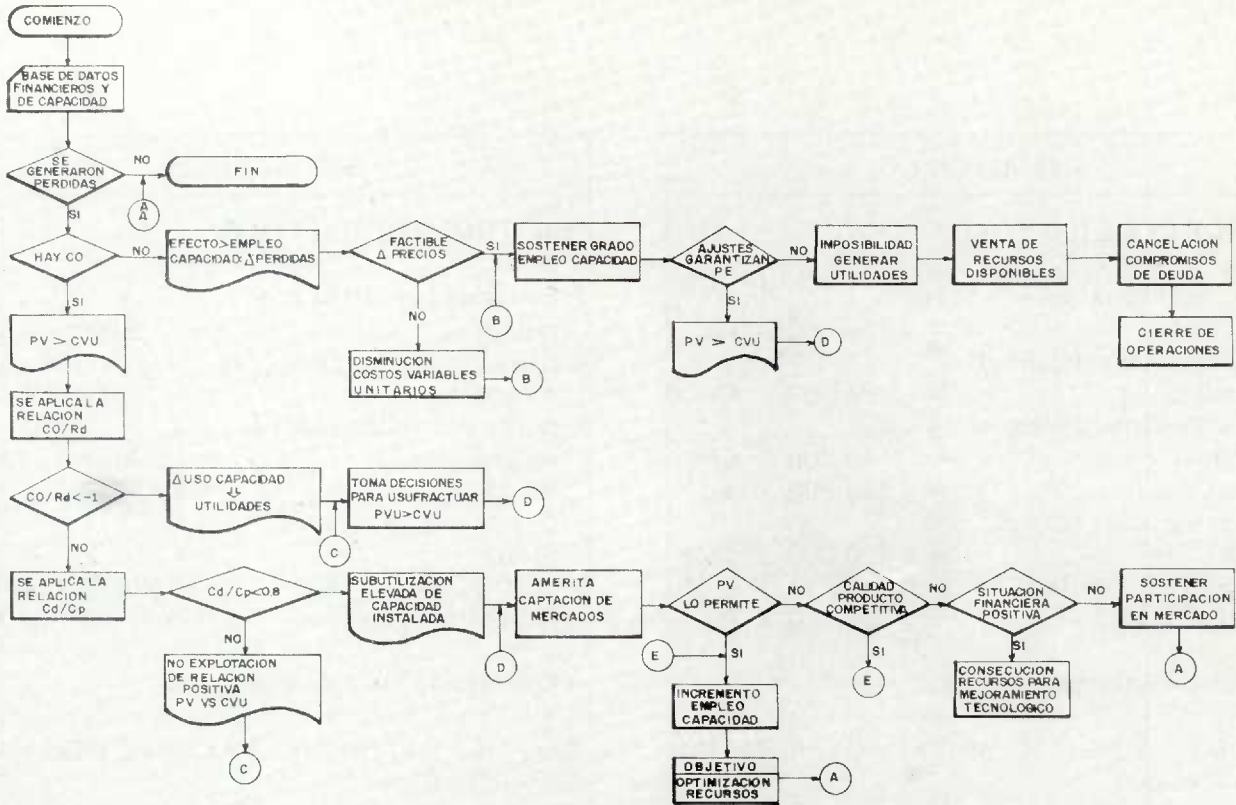 COMIENZO
BASE DE DATOS
FINANCIEROS Y
DE CAPACIDAD
SE
GENERARON
PERDIDAS
NO
FIN
A
A
SI
HAY CO
NO
EFECTO>EMPLEO
CAPACIDAD: Δ PERDIDAS
FACTIBLE
Δ PRECIOS
SI
B
SOSTENER GRADO
EMPLEO CAPACIDAD
AJUSTES
GARANTIZAN
PE
NO
IMPOSIBILIDAD
GENERAR
UTILIDADES
VENTA DE
RECURSOS
DISPONIBLES
CANCELACION
COMPROMISOS
DE DEUDA
CIERRE DE
OPERACIONES
SI
PV > CVU
D
NO
DISMINUCION
COSTOS VARIABLES
UNITARIOS
B
SI
PV > CVU
SE APLICA LA
RELACION
CO/Rd
CO/Rd<-1
Δ USO CAPACIDAD
⇓
UTILIDADES
C
TOMA DECISIONES
PARA USUFRACTUAR
PVU>CVU
D
NO
SE APLICA LA
RELACION
Cd/Cp
Cd/Cp<0.8
SUBUTILIZACION
ELEVADA DE
CAPACIDAD
INSTALADA
D
AMERITA
CAPTACION DE
MERCADOS
PV
LO PERMITE
NO
CALIDAD
PRODUCTO
COMPETITIVA
NO
SITUACION
FINANCIERA
POSITIVA
NO
SOSTENER
PARTICIPACION
EN MERCADO
A
NO
NO EXPLOTACION
DE RELACION
POSITIVA
PV VS CVU
C
E
SI
INCREMENTO
EMPLEO
CAPACIDAD
OBJETIVO
OPTIMIZACION
RECURSOS
A
SI
E
SI
CONSECUCION
RECURSOS PARA
MEJORAMIENTO
TECNOLOGICO